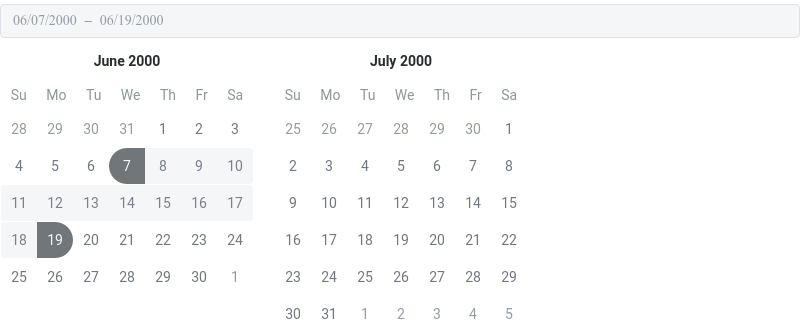 06/07/2000 – 06/19/2000
June 2000
Su Mo Tu We Th Fr Sa
28 29 30 31 1 2 3
4 5 6 7 8 9 10
11 12 13 14 15 16 17
18 19 20 21 22 23 24
25 26 27 28 29 30 1
July 2000
Su Mo Tu We Th Fr Sa
25 26 27 28 29 30 1
2 3 4 5 6 7 8
9 10 11 12 13 14 15
16 17 18 19 20 21 22
23 24 25 26 27 28 29
30 31 1 2 3 4 5